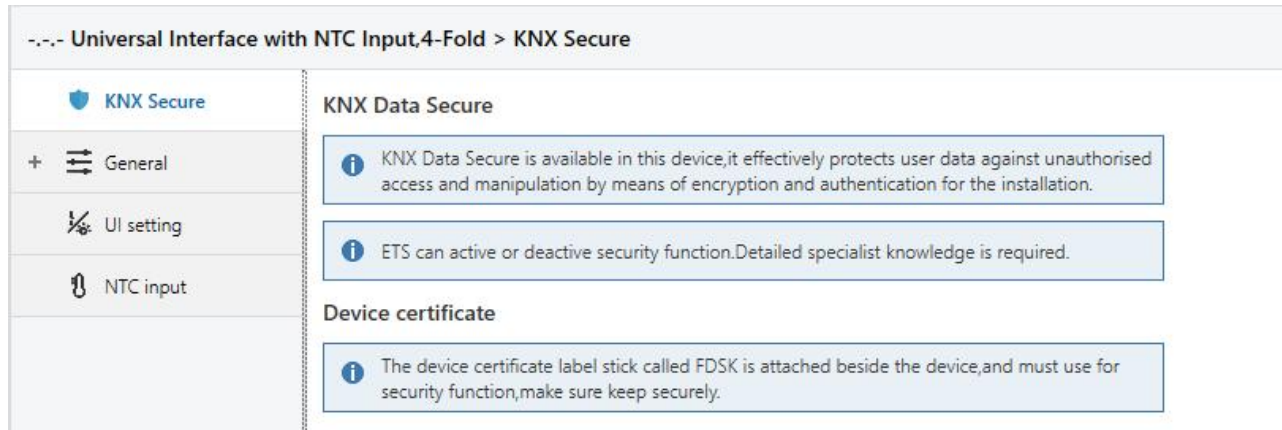 -.-.- Universal Interface with NTC Input,4-Fold > KNX Secure
KNX Secure
+ General
UI setting
NTC input
KNX Data Secure
KNX Data Secure is available in this device,it effectively protects user data against unauthorised
access and manipulation by means of encryption and authentication for the installation.
ETS can active or deactive security function.Detailed specialist knowledge is required.
Device certificate
The device certificate label stick called FDSK is attached beside the device,and must use for
security function,make sure keep securely.